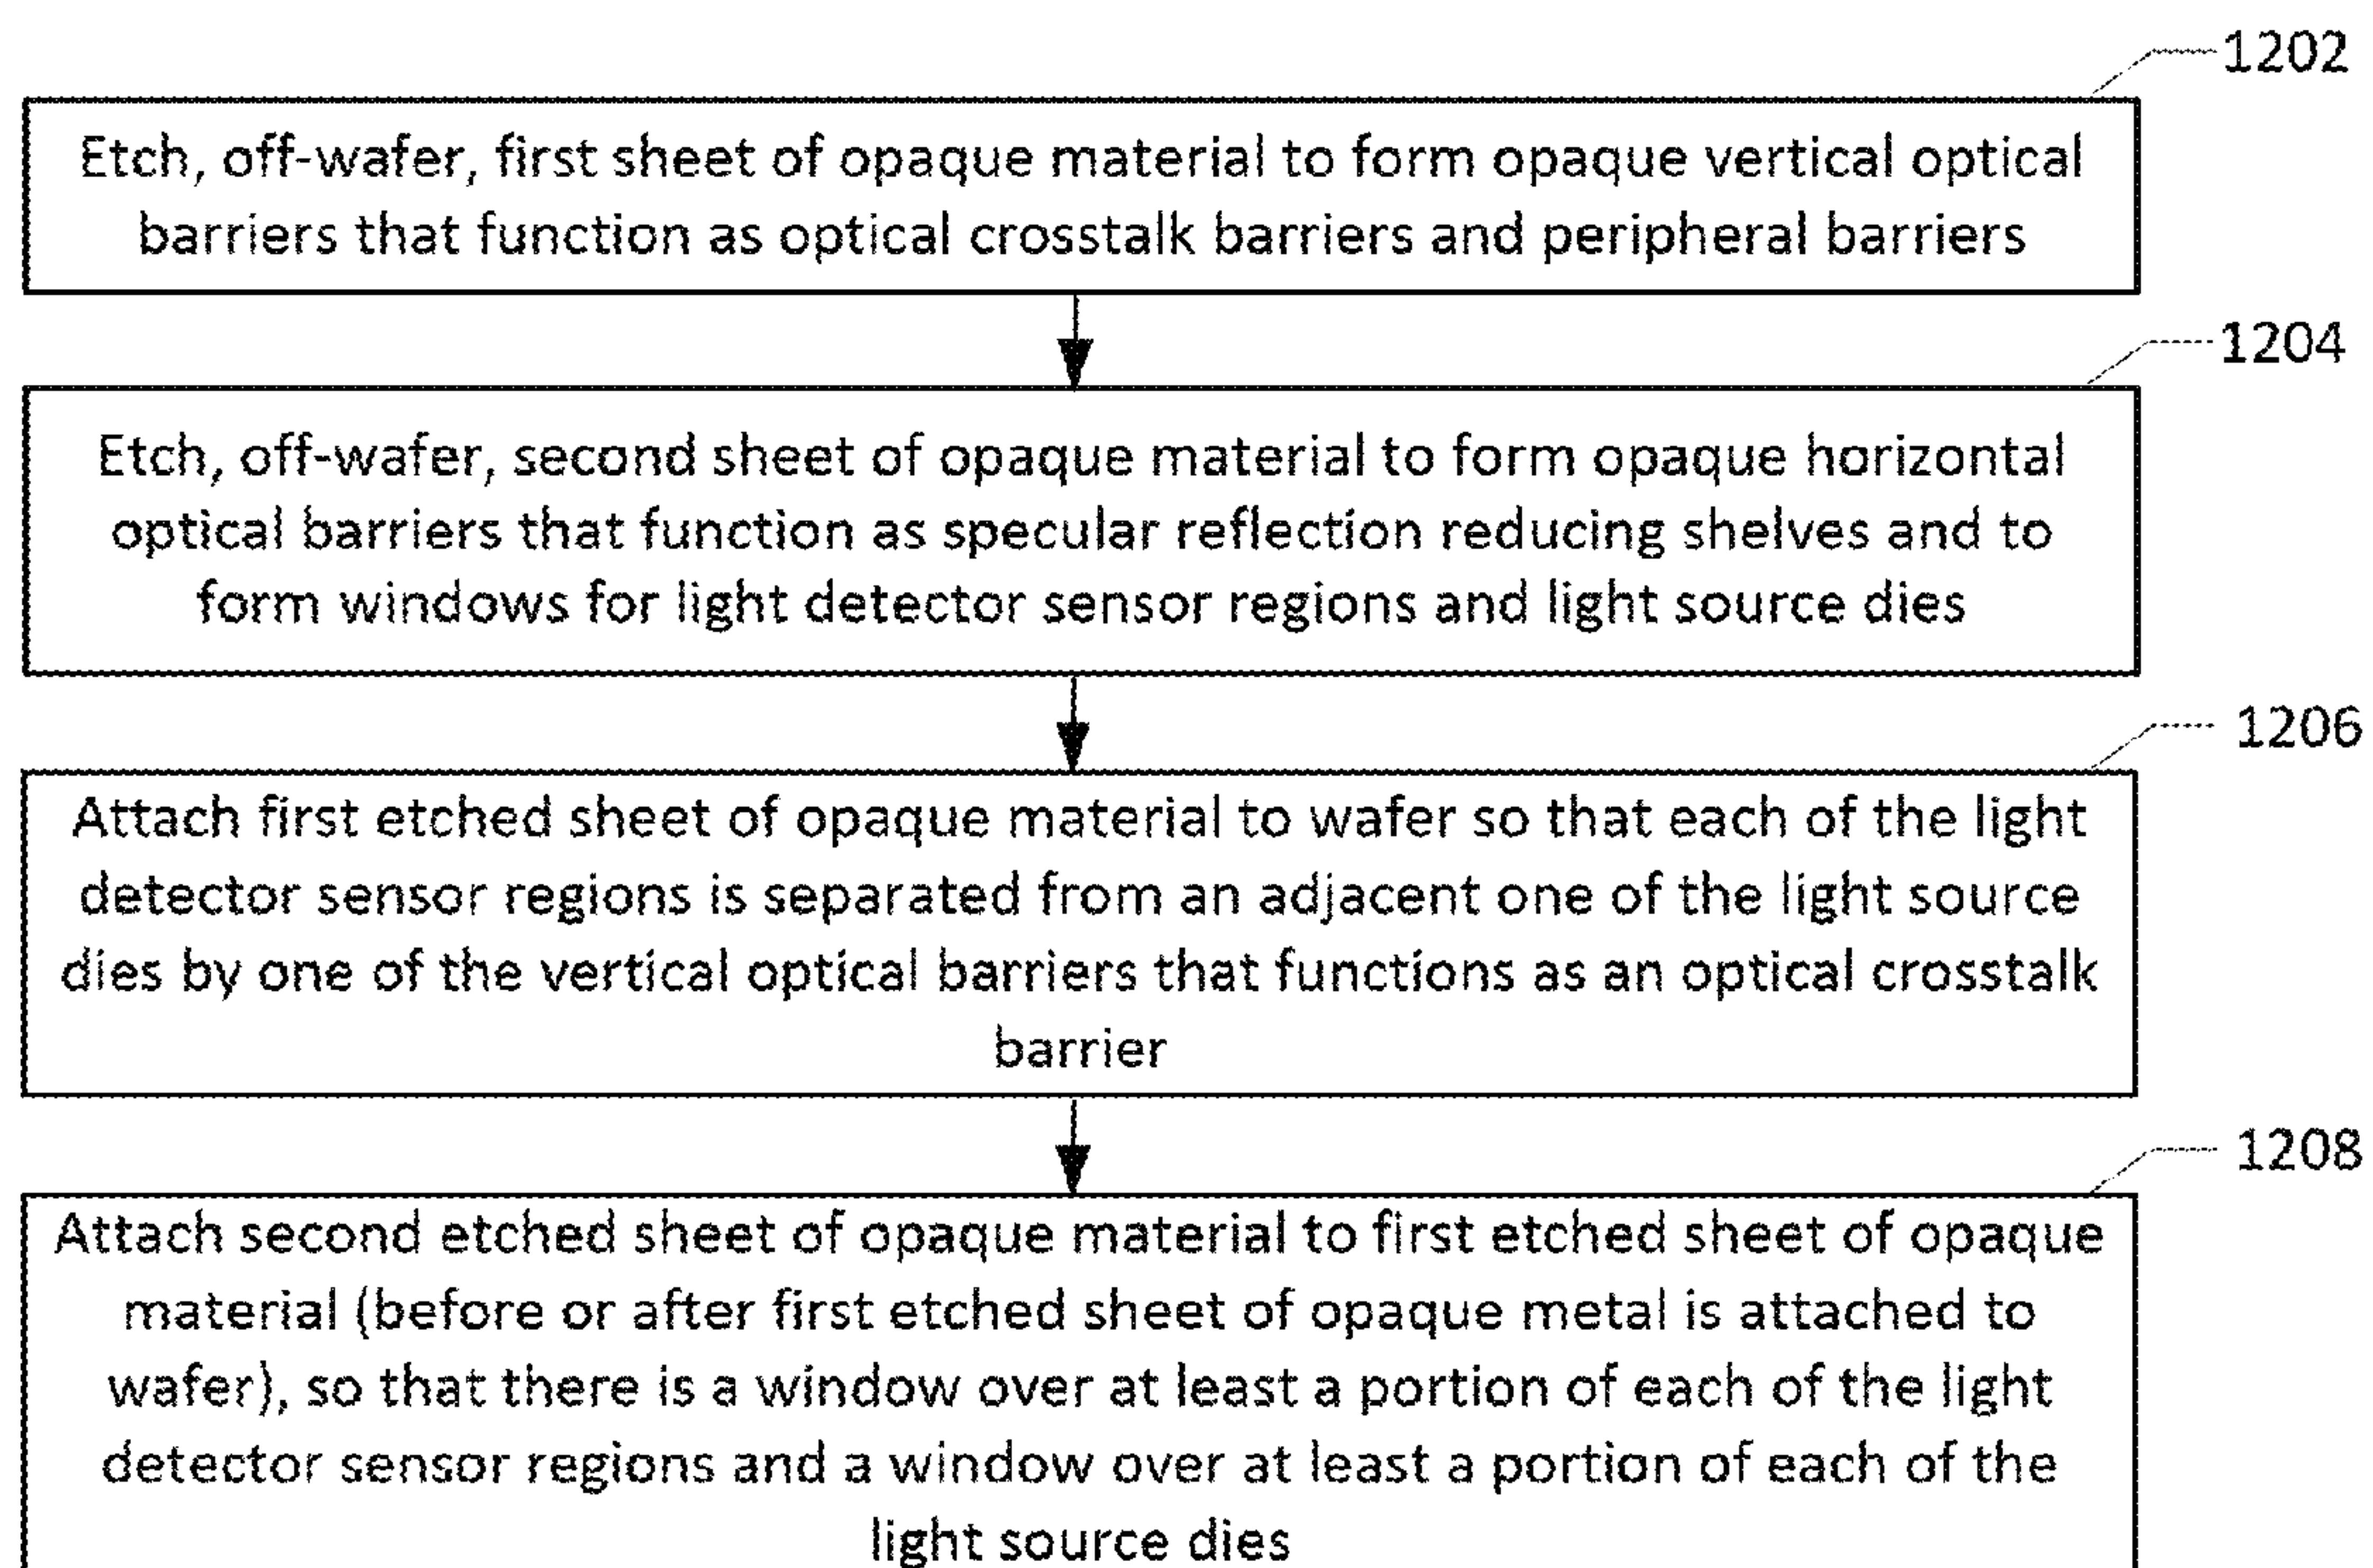 1202
Etch, off-wafer, first sheet of opaque material to form opaque vertical optical
barriers that function as optical crosstalk barriers and peripheral barriers
1204
Etch, off-wafer, second sheet of opaque material to form opaque horizontal
optical barriers that function as specular reflection reducing shelves and to
form windows for light detector sensor regions and light source dies
1206
Attach first etched sheet of opaque material to wafer so that each of the light
detector sensor regions is separated from an adjacent one of the light source
dies by one of the vertical optical barriers that functions as an optical crosstalk
barrier
1208
Attach second etched sheet of opaque material to first etched sheet of opaque
material (before or after first etched sheet of opaque metal is attached to
wafer), so that there is a window over at least a portion of each of the light
detector sensor regions and a window over at least a portion of each of the
light source dies